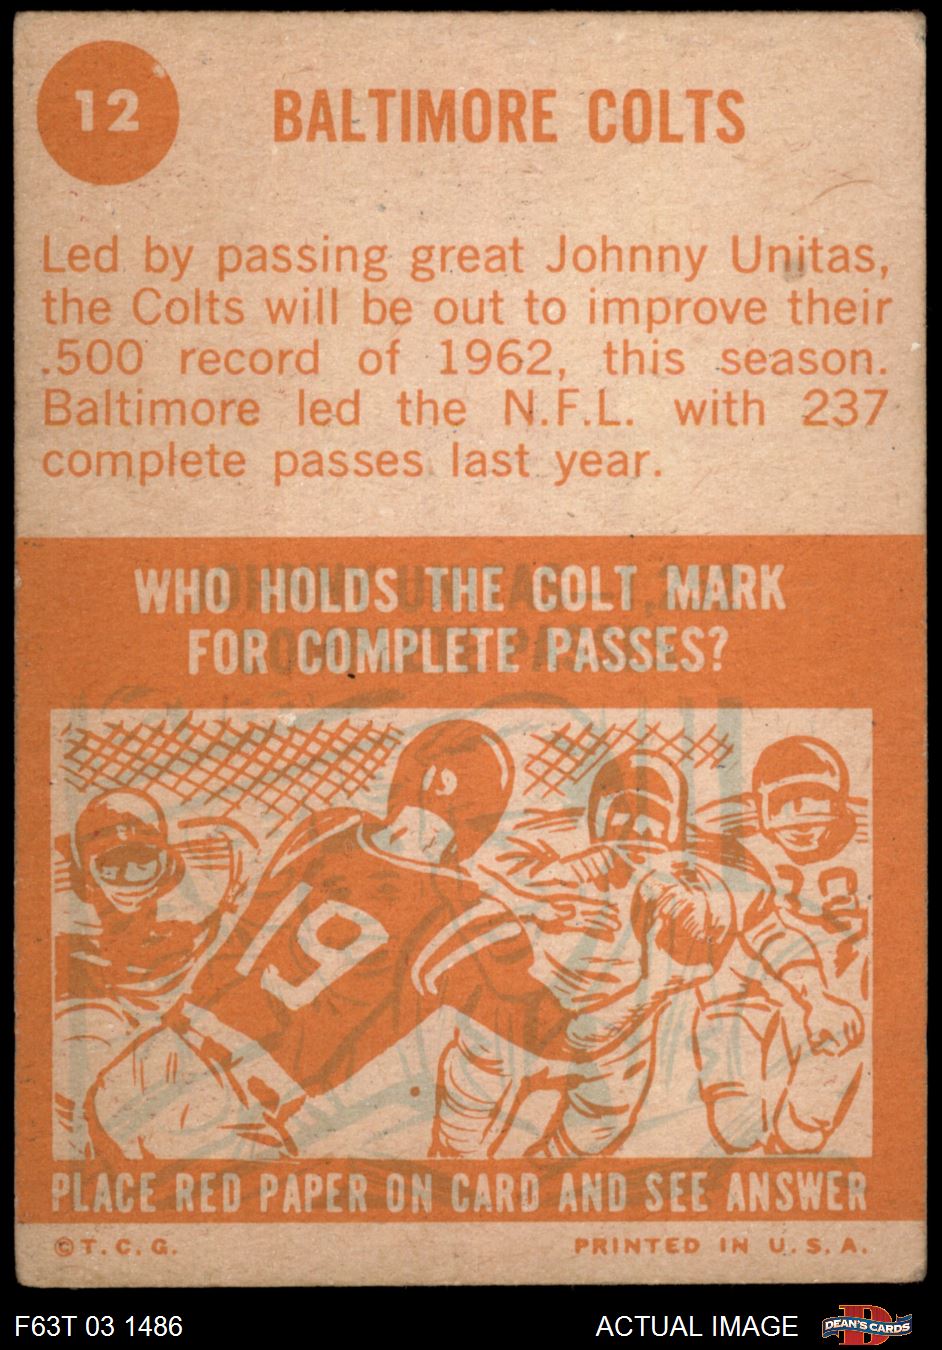 12
BALTIMORE COLTS
Led by passing great Johnny Unitas,
the Colts will be out to improve their
.500 record of 1962, this season.
Baltimore led the N.F.L. with 237
complete passes last year.
WHO HOLDS THE COLT MARK
FOR COMPLETE PASSES?
19
19
PLACE RED PAPER ON CARD AND SEE ANSWER
©T. C. G.
PRINTED IN U. S. A.
F63T 03 1486
ACTUAL IMAGE
D
DEAN'S CARDS